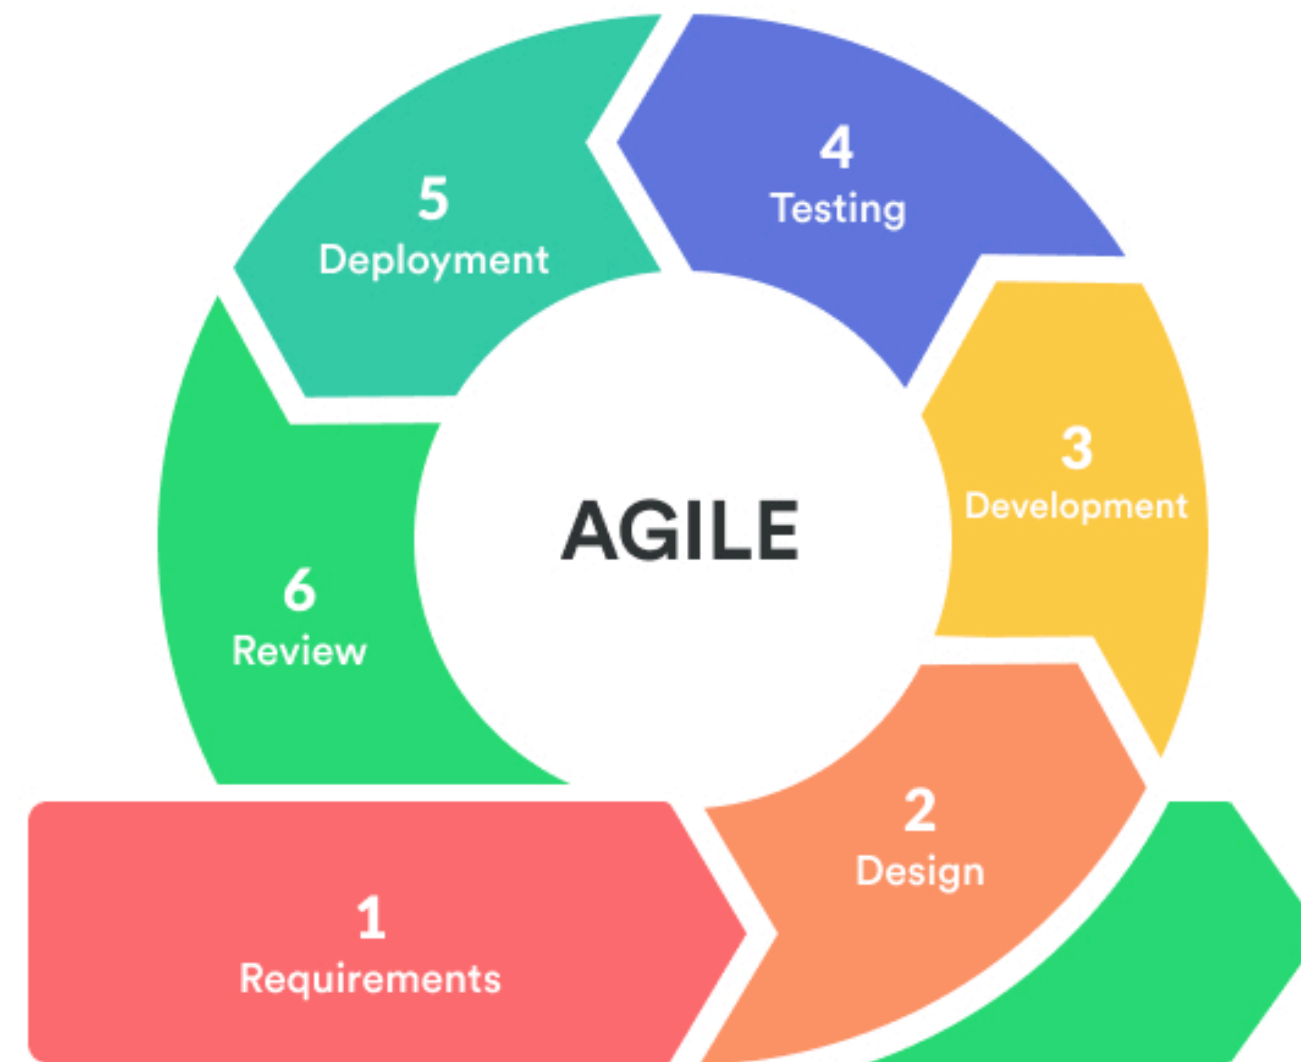 1
Requirements
2
Design
3
Development
4
Testing
5
Deployment
6
Review
AGILE